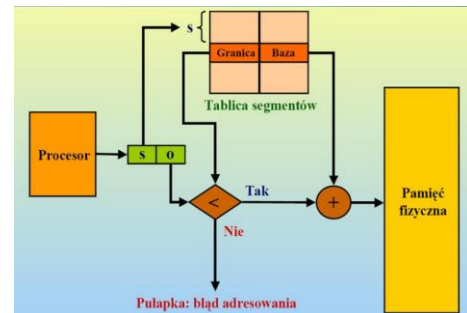 s
Granica Baza
Tablica segmentów
Procesor
s o
< Tak +
Nie
Pamięć
fizyczna
Pułapka: błąd adresowania